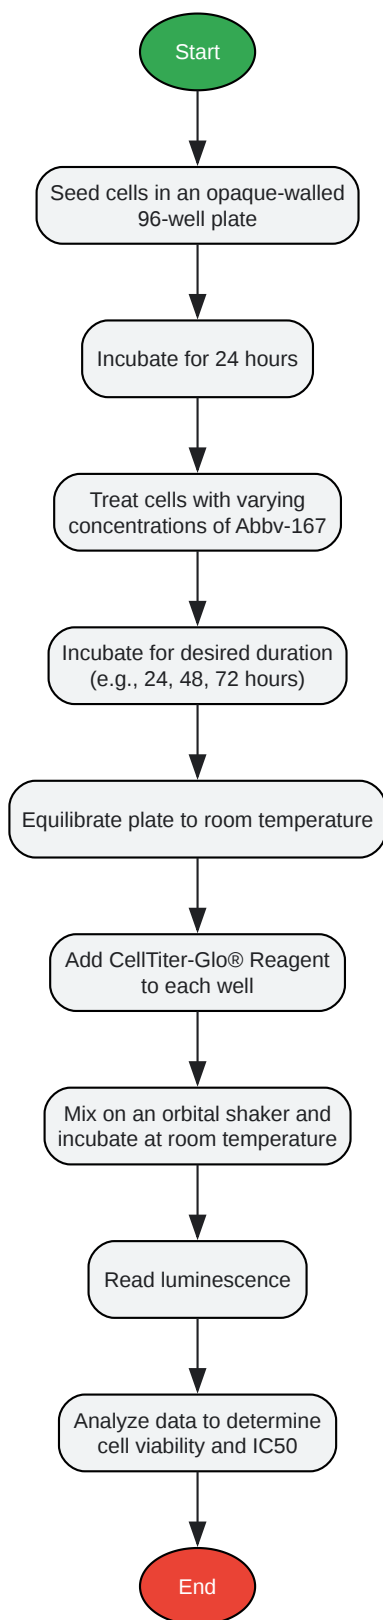 Start
Seed cells in an opaque-walled
96-well plate
Incubate for 24 hours
Treat cells with varying
concentrations of Abbv-167
Incubate for desired duration
(e.g., 24, 48, 72 hours)
Equilibrate plate to room temperature
Add CellTiter-Glo® Reagent
to each well
Mix on an orbital shaker and
incubate at room temperature
Read luminescence
Analyze data to determine
cell viability and IC50
End